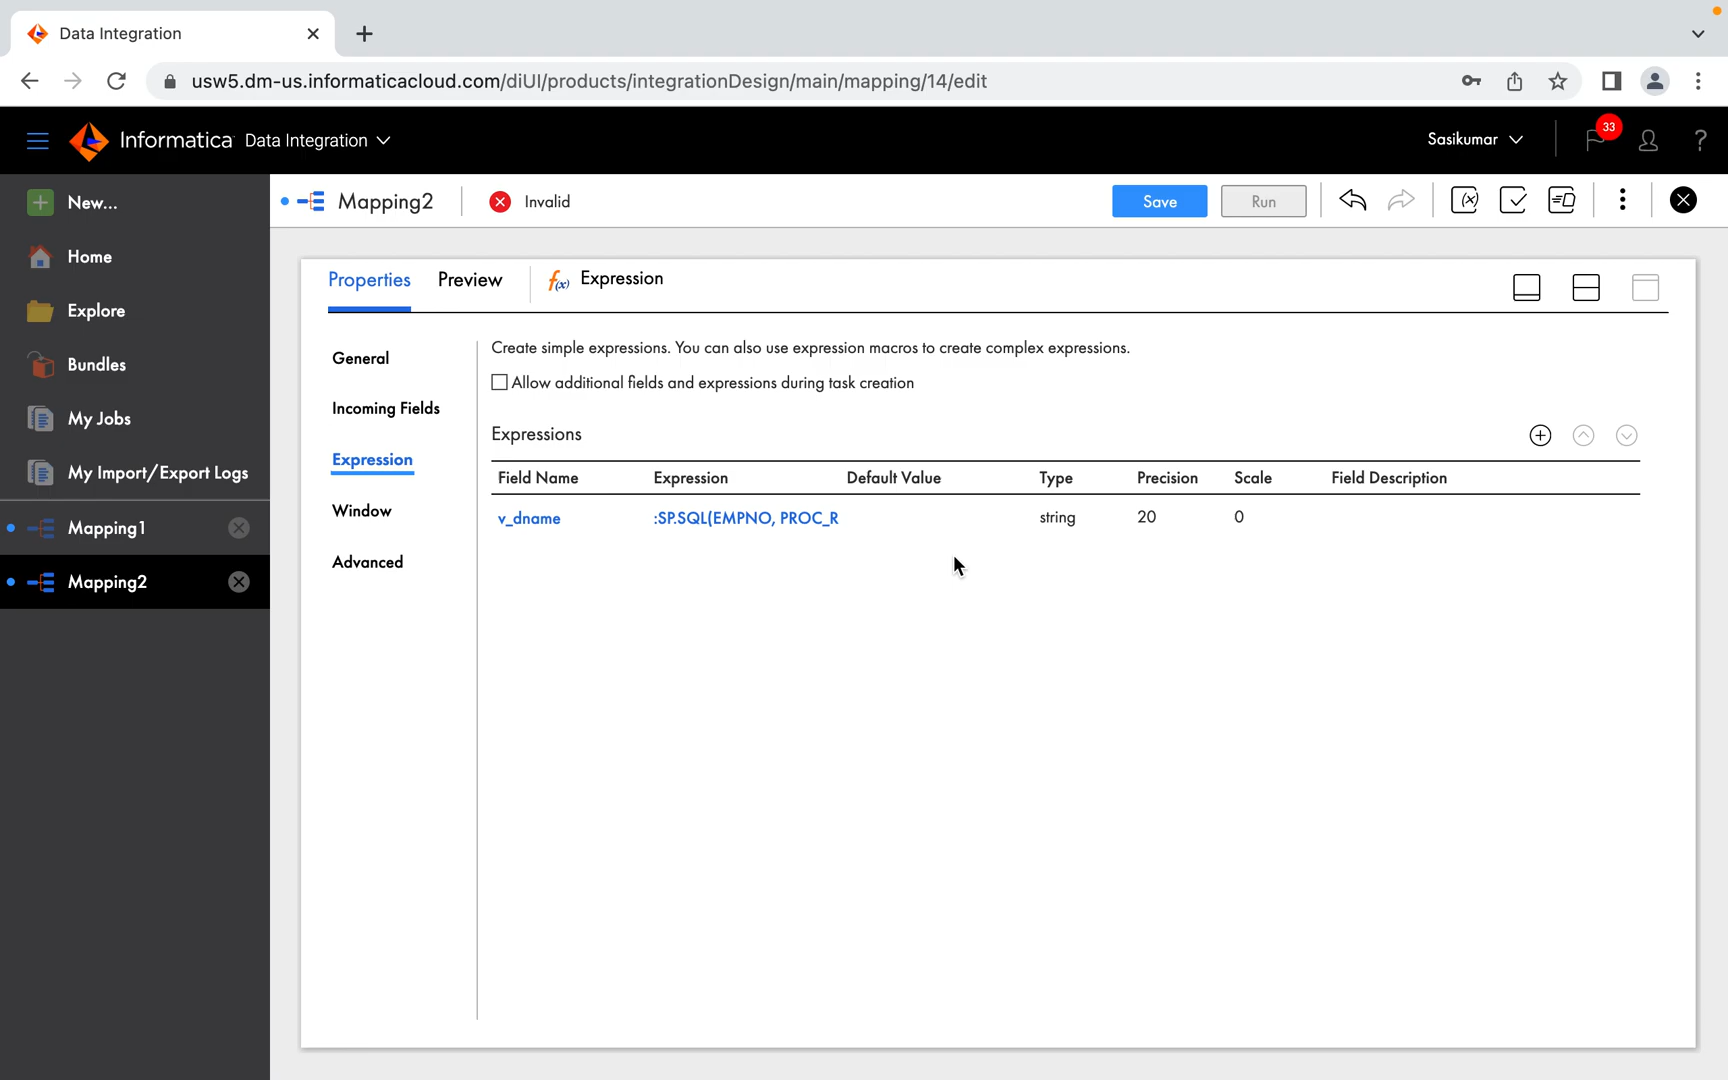 Data Integration
usw5.dm-us.informaticacloud.com/diUI/products/integrationDesign/main/mapping/14/edit
Informatica Data Integration
Sasikumar
33
?
New...
Home
Explore
Bundles
My Jobs
My Import/Export Logs
Mapping1
Mapping2
Mapping2
Invalid
Save
Run
Properties
Preview
f(x) Expression
General
Incoming Fields
Expression
Window
Advanced
Create simple expressions. You can also use expression macros to create complex expressions.
Allow additional fields and expressions during task creation
Expressions
Field Name Expression Default Value Type Precision Scale Field Description
v_dname :SP.SQL(EMPNO, PROC_R string 20 0